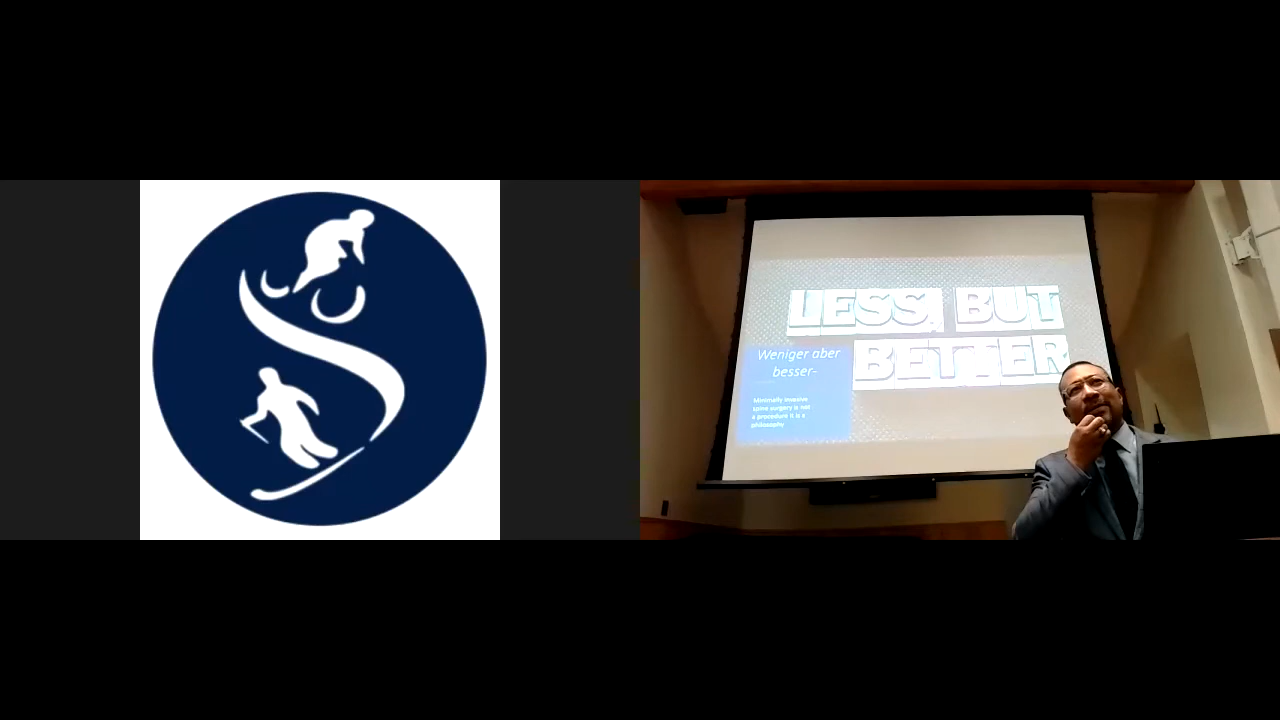 LESS, BUT
BETTER
Weniger aber
besser-
Minimally invasive
spine surgery is not
a procedure it is a
philosophy